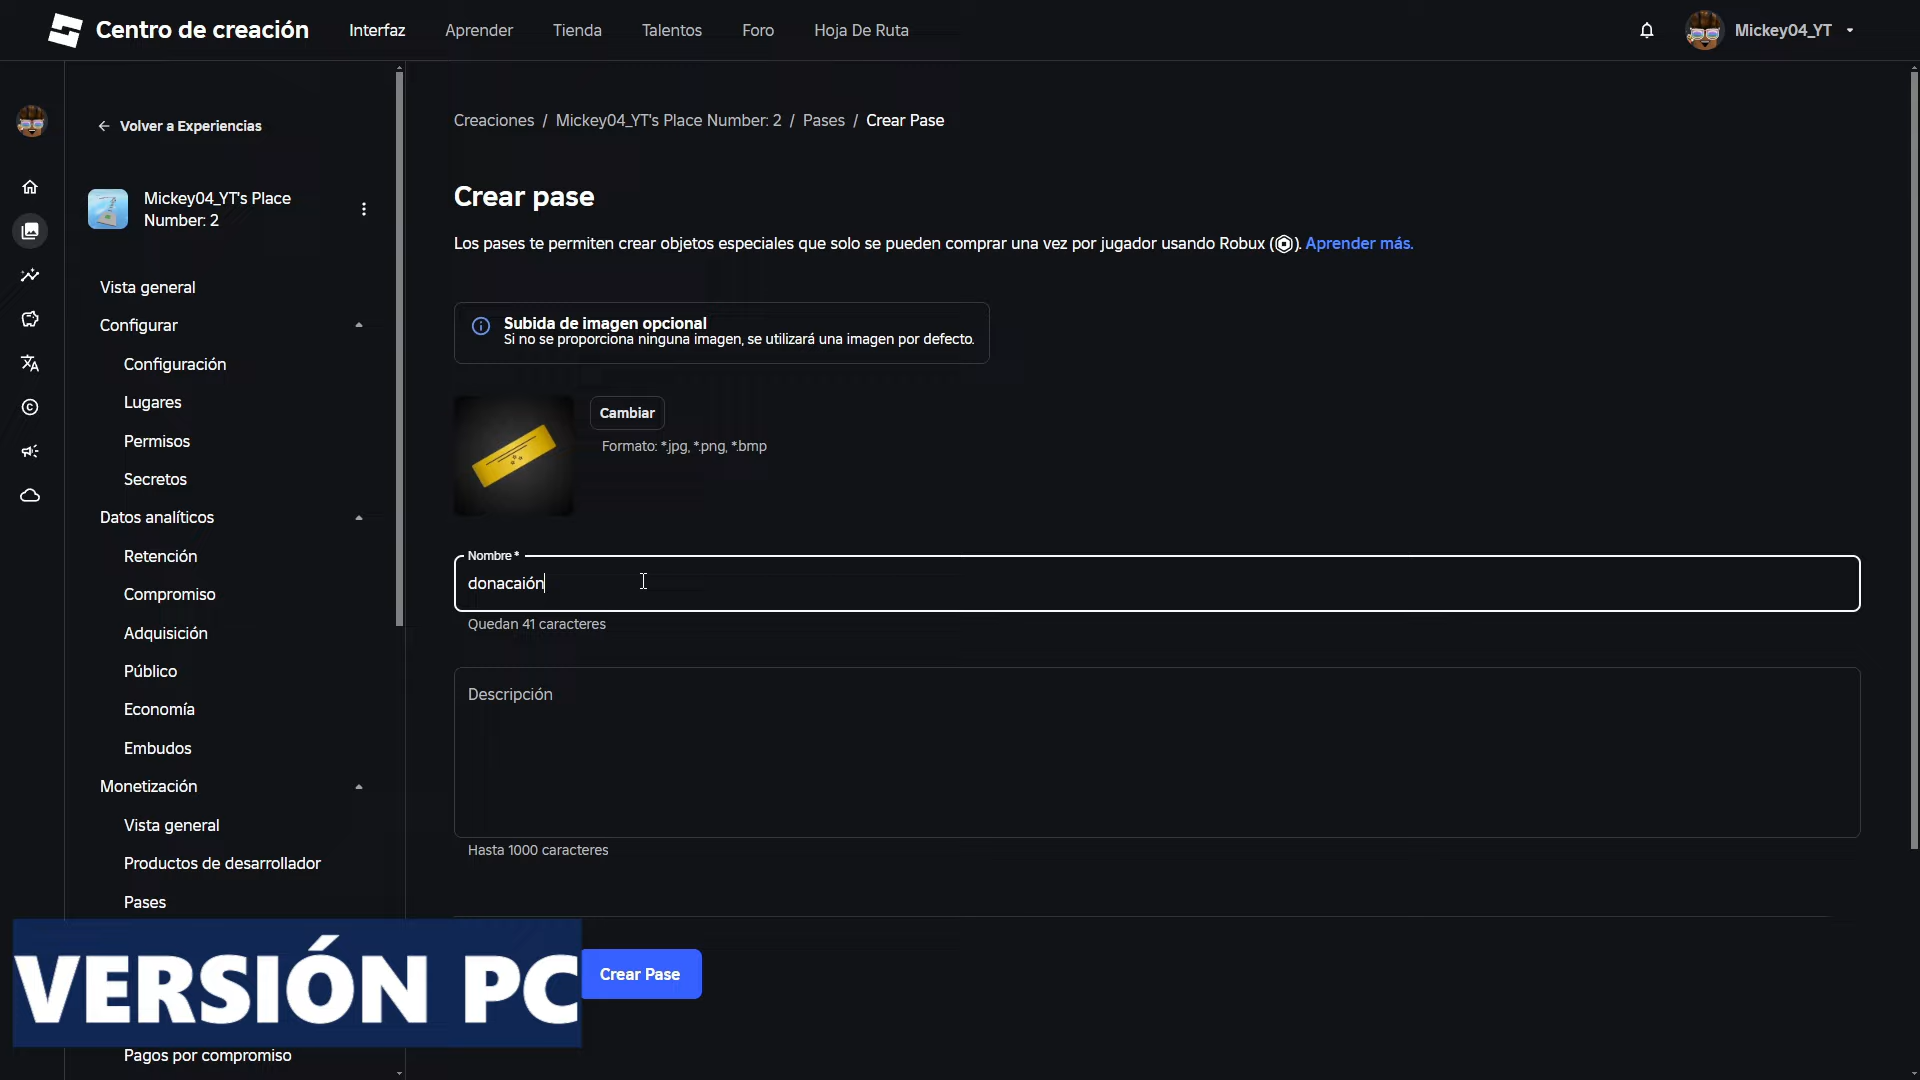 Centro de creación
Interfaz
Aprender
Tienda
Talentos
Foro
Hoja De Ruta
Mickey04_YT
Volver a Experiencias
Mickey04_YT's Place
Number: 2
Vista general
Configurar
Configuración
Lugares
Permisos
Secretos
Datos analíticos
Retención
Compromiso
Adquisición
Público
Economía
Embudos
Monetización
Vista general
Productos de desarrollador
Pases
Pagos por compromiso
Creaciones / Mickey04_YT's Place Number: 2 / Pases / Crear Pase
Crear pase
Los pases te permiten crear objetos especiales que solo se pueden comprar una vez por jugador usando Robux (). Aprender más.
Subida de imagen opcional
Si no se proporciona ninguna imagen, se utilizará una imagen por defecto.
Cambiar
Formato: *.jpg, *.png, *.bmp
Nombre *
donacaión
Quedan 41 caracteres
Descripción
Hasta 1000 caracteres
Crear Pase
VERSIÓN PC